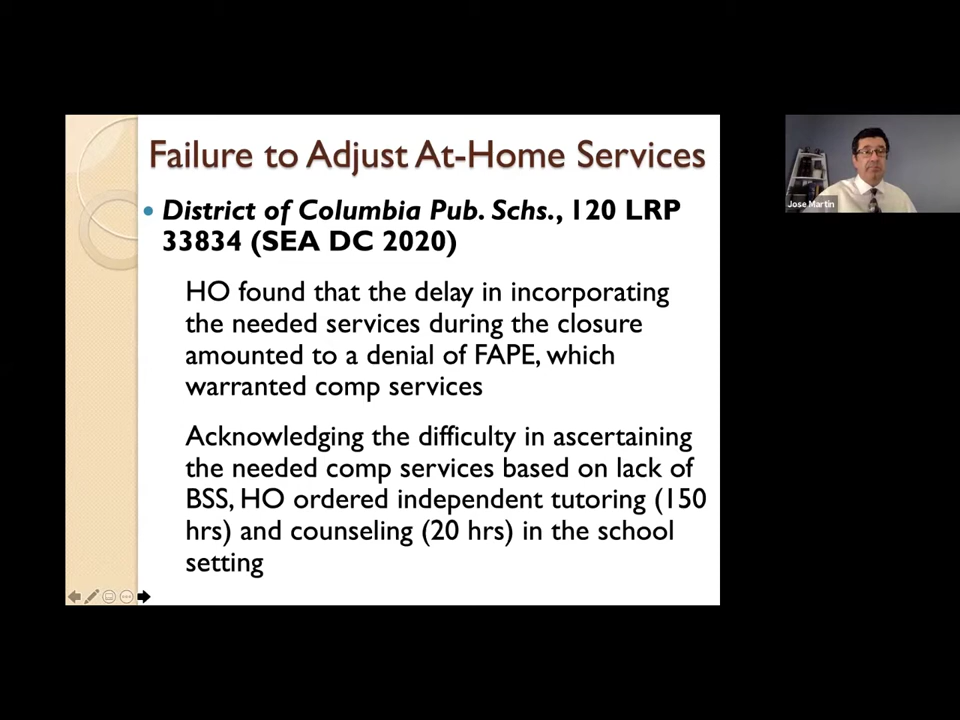 Failure to Adjust At-Home Services
District of Columbia Pub. Schs., 120 LRP
33834 (SEA DC 2020)
HO found that the delay in incorporating
the needed services during the closure
amounted to a denial of FAPE, which
warranted comp services
Acknowledging the difficulty in ascertaining
the needed comp services based on lack of
BSS, HO ordered independent tutoring (150
hrs) and counseling (20 hrs) in the school
setting
Jose Martin